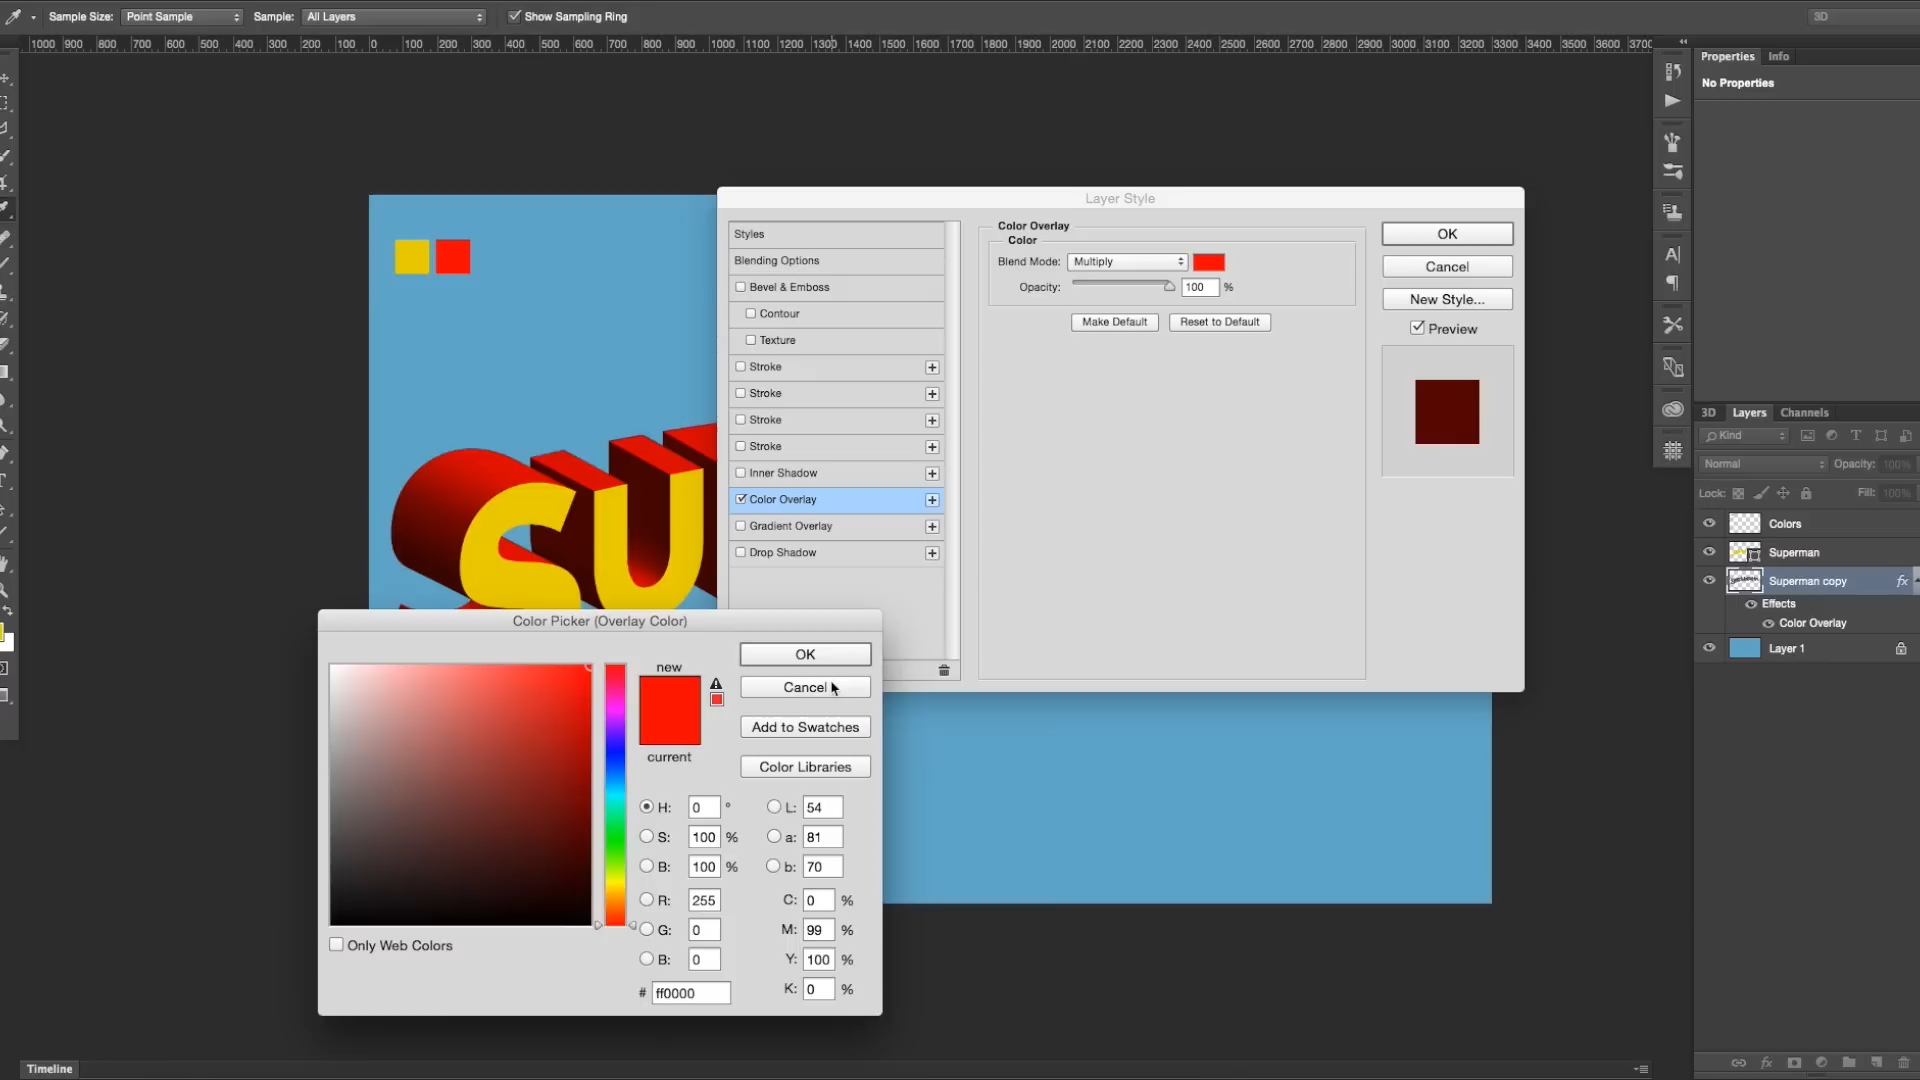 Sample Size: Point Sample Sample: All Layers Show Sampling Ring 3D
1000 900 800 700 600 500 400 300 200 100 0 100 200 300 400 500 600 700 800 900 1000 1100 1200 1300 1400 1500 1600 1700 1800 1900 2000 2100 2200 2300 2400 2500 2600 2700 2800 2900 3000 3100 3200 3300 3400 3500 3600 3700
Properties Info
No Properties
Layer Style
Styles
Blending Options
Bevel & Emboss
Contour
Texture
Stroke
Stroke
Stroke
Stroke
Inner Shadow
Color Overlay
Gradient Overlay
Drop Shadow
Color Overlay
Color
Blend Mode: Multiply
Opacity: 100 %
Make Default Reset to Default
OK
Cancel
New Style...
Preview
SU
Color Picker (Overlay Color)
new
current
OK
Cancel
Add to Swatches
Color Libraries
H: 0 ° L: 54
S: 100 % a: 81
B: 100 % b: 70
R: 255 C: 0 %
G: 0 M: 99 %
B: 0 Y: 100 %
# ff0000 K: 0 %
Only Web Colors
3D Layers Channels
Kind
Normal Opacity: 100%
Lock: Fill: 100%
Colors
Superman
Superman copy fx
Effects
Color Overlay
Layer 1
fx
Timeline